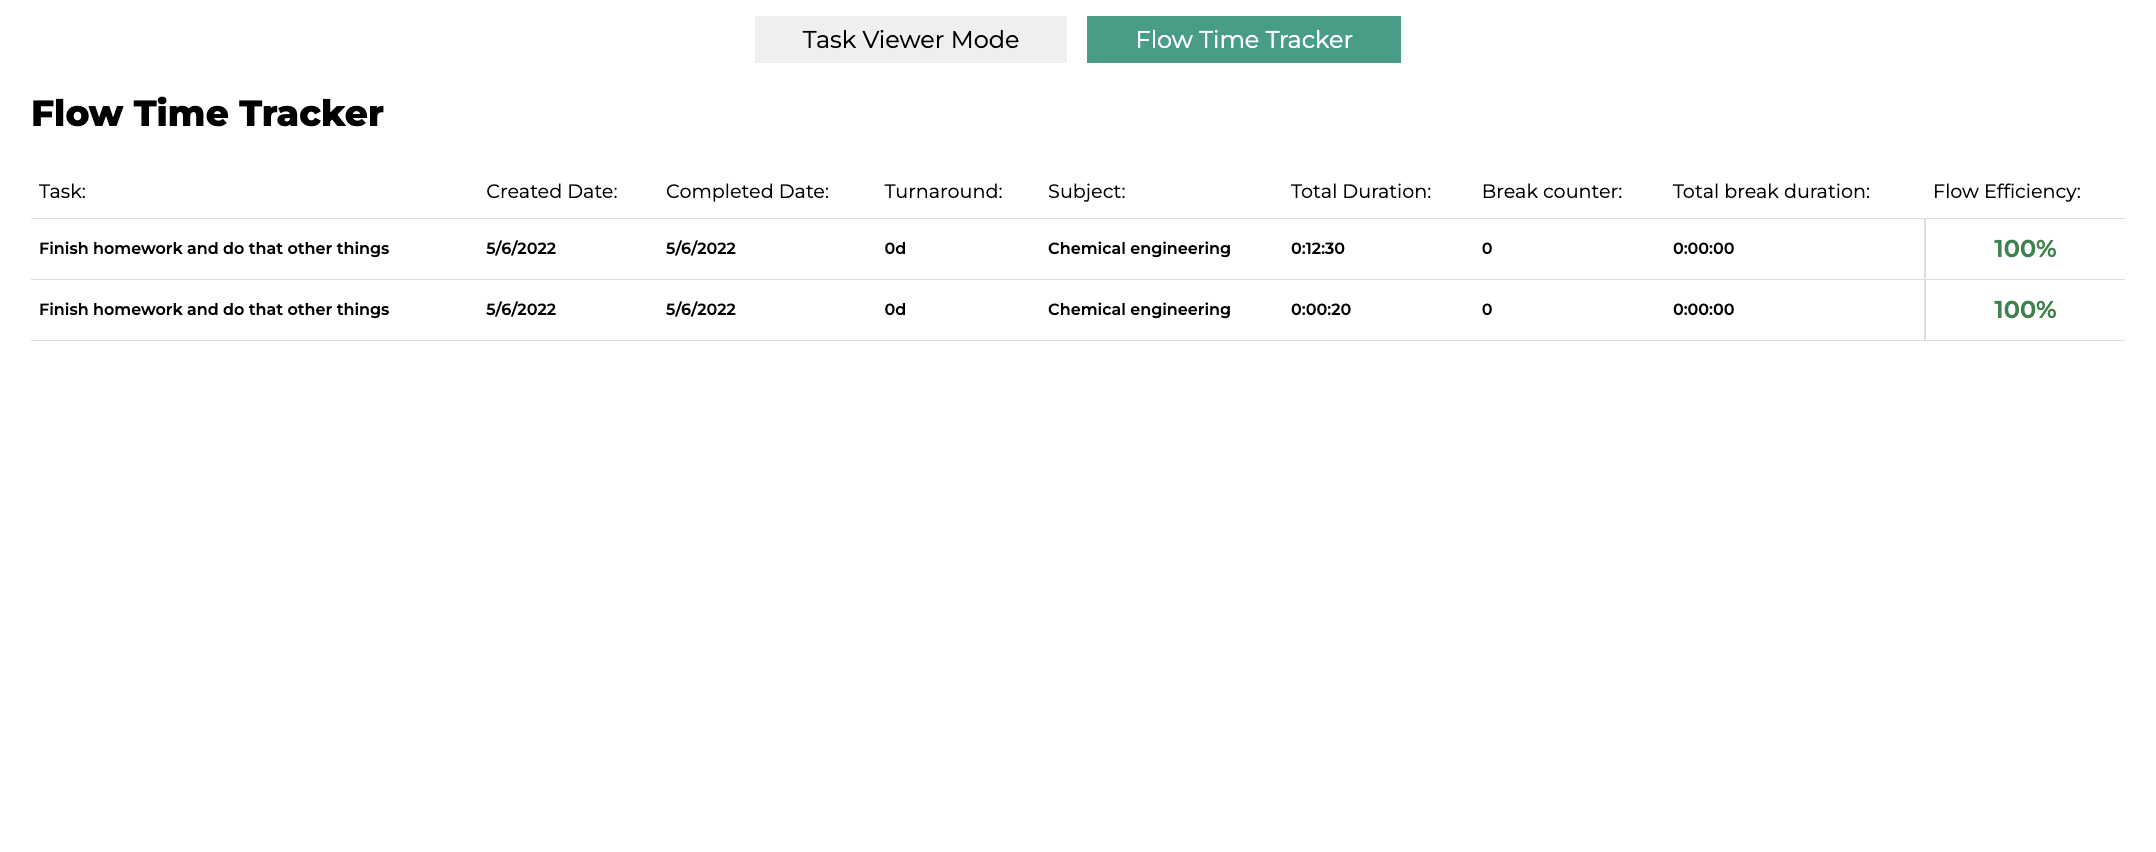 Task Viewer Mode Flow Time Tracker
Flow Time Tracker
Task: Created Date: Completed Date: Turnaround: Subject: Total Duration: Break counter: Total break duration: Flow Efficiency:
Finish homework and do that other things 5/6/2022 5/6/2022 0d Chemical engineering 0:12:30 0 0:00:00 100%
Finish homework and do that other things 5/6/2022 5/6/2022 0d Chemical engineering 0:00:20 0 0:00:00 100%